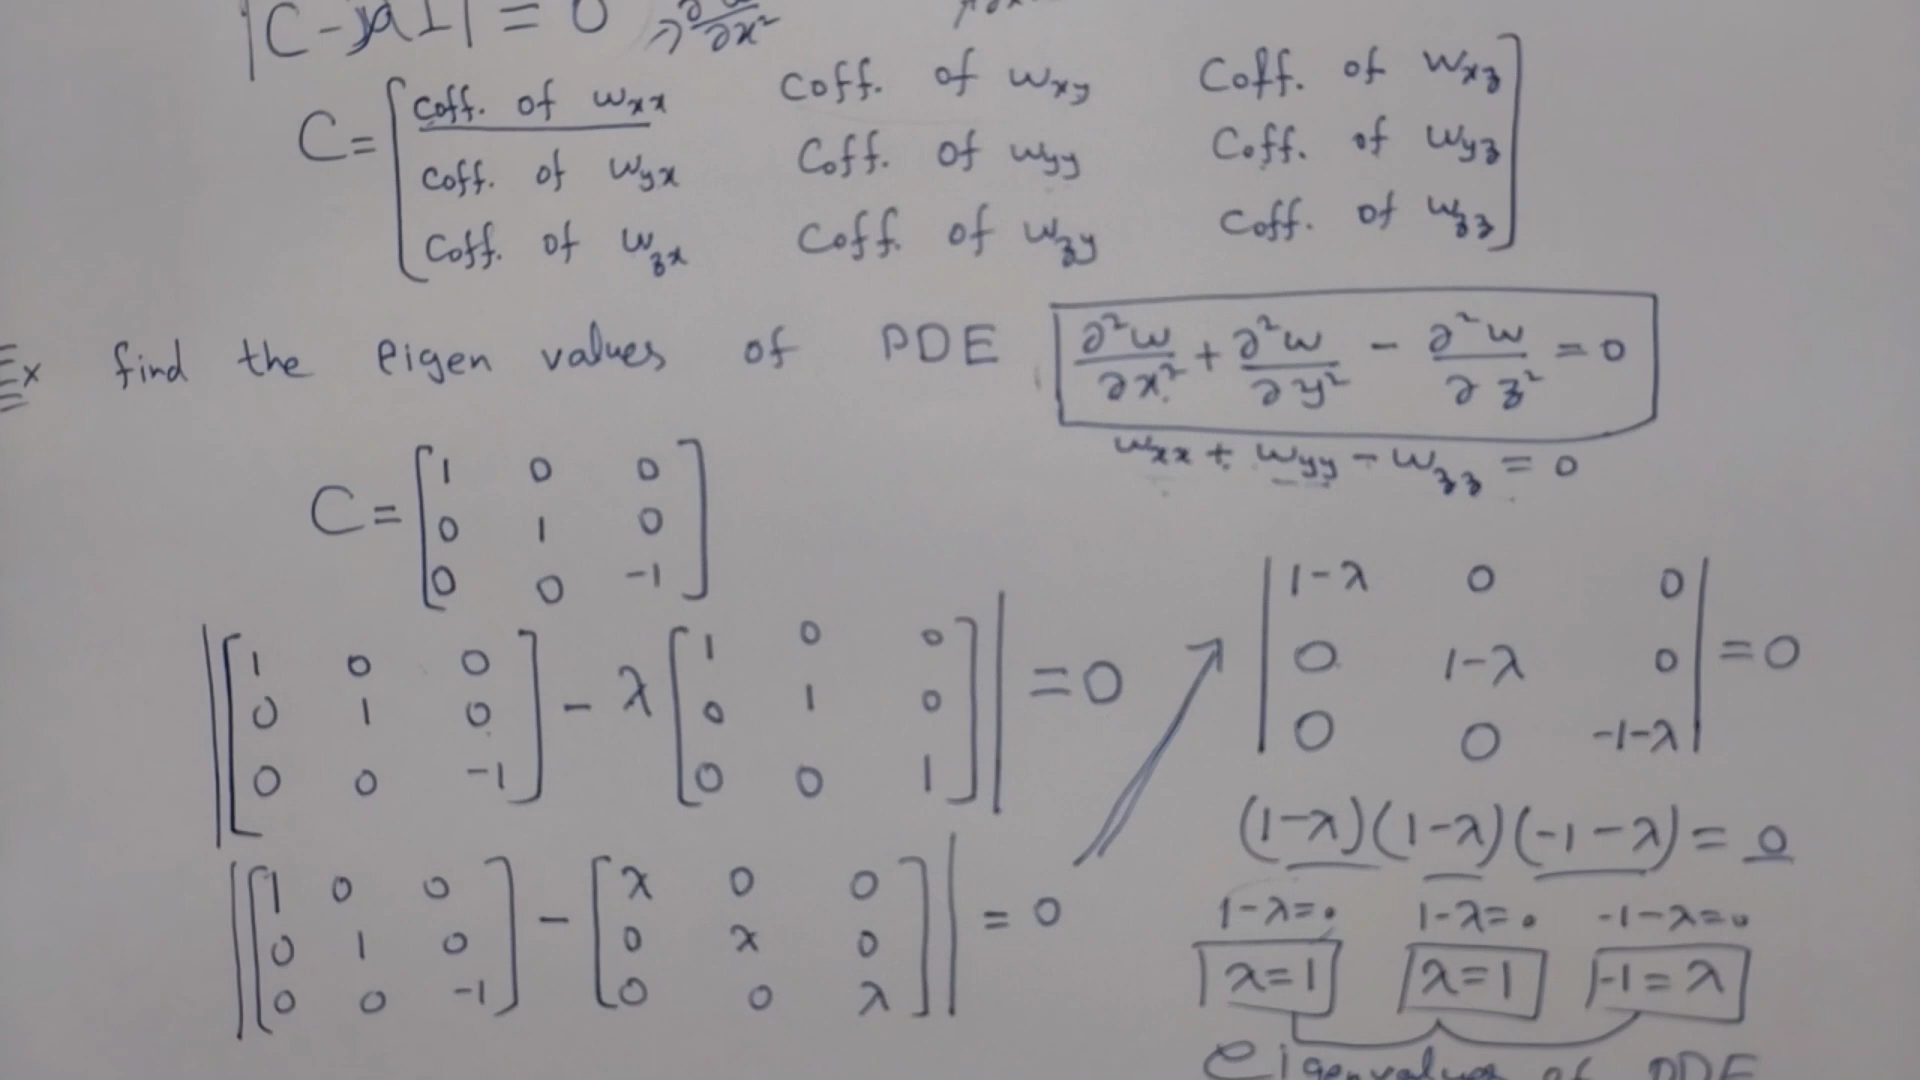 |C-λI| = 0
C = [ Coff. of wxx Coff. of wxy Coff. of wxz
Coff. of wyx Coff. of wyy Coff. of wyz
Coff. of wzx Coff. of wzy Coff. of wzz ]
Ex find the eigen values of PDE ∂²w/∂x² + ∂²w/∂y² - ∂²w/∂z² = 0
wxx + wyy - wzz = 0
C = [ 1 0 0
0 1 0
0 0 -1 ]
| [ 1 0 0
0 1 0
0 0 -1 ] - λ [ 1 0 0
0 1 0
0 0 1 ] | = 0
| [ 1 0 0
0 1 0
0 0 -1 ] - [ λ 0 0
0 λ 0
0 0 λ ] | = 0
| 1-λ 0 0
0 1-λ 0
0 0 -1-λ | = 0
(1-λ)(1-λ)(-1-λ) = 0
1-λ=0 1-λ=0 -1-λ=0
λ=1 λ=1 -1=λ
eigenvalues of PDE